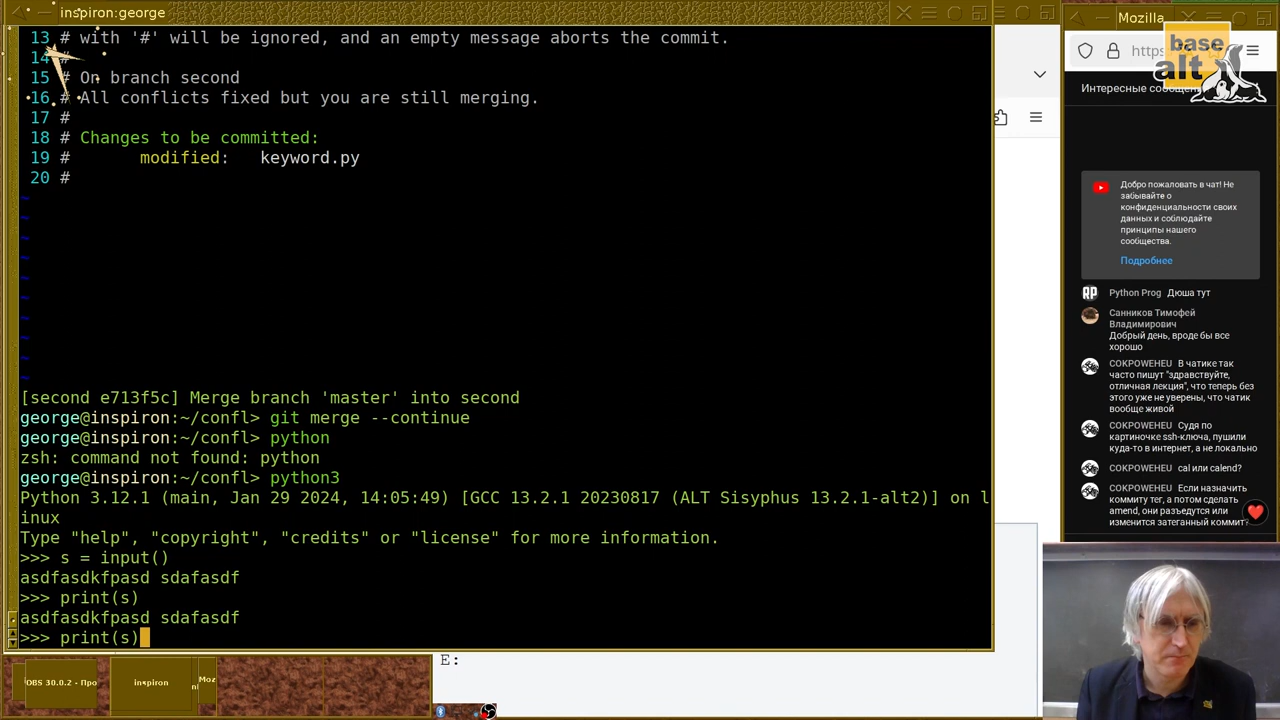 inspiron:george
13 # with '#' will be ignored, and an empty message aborts the commit.
14 #
15 # On branch second
16 # All conflicts fixed but you are still merging.
17 #
18 # Changes to be committed:
19 #       modified:   keyword.py
20 #
~
~
~
~
~
~
~
~
~
~
[second e713f5c] Merge branch 'master' into second
george@inspiron:~/confl> git merge --continue
george@inspiron:~/confl> python
zsh: command not found: python
george@inspiron:~/confl> python3
Python 3.12.1 (main, Jan 29 2024, 14:05:49) [GCC 13.2.1 20230817 (ALT Sisyphus 13.2.1-alt2)] on l
inux
Type "help", "copyright", "credits" or "license" for more information.
>>> s = input()
asdfasdkfpasd sdafasdf
>>> print(s)
asdfasdkfpasd sdafasdf
>>> print(s)
E:
OBS 30.0.2 - Про
inspiron
Moz
Mozilla
https
base
alt
Интересные сообщ
Добро пожаловать в чат! Не
забывайте о
конфиденциальности своих
данных и соблюдайте
принципы нашего
сообщества.
Подробнее
RP
Python Prog Дюша тут
Санников Тимофей
Владимирович
Добрый день, вроде бы все
хорошо
COKPOWEHEU В чатике так
часто пишут "здравствуйте,
отличная лекция", что теперь без
этого уже не уверены, что чатик
вообще живой
COKPOWEHEU Судя по
картиночке ssh-ключа, пушили
куда-то в интернет, а не локально
COKPOWEHEU cal или calend?
COKPOWEHEU Если назначить
коммиту тег, а потом сделать
amend, они разъедутся или
изменится затеганный коммит?